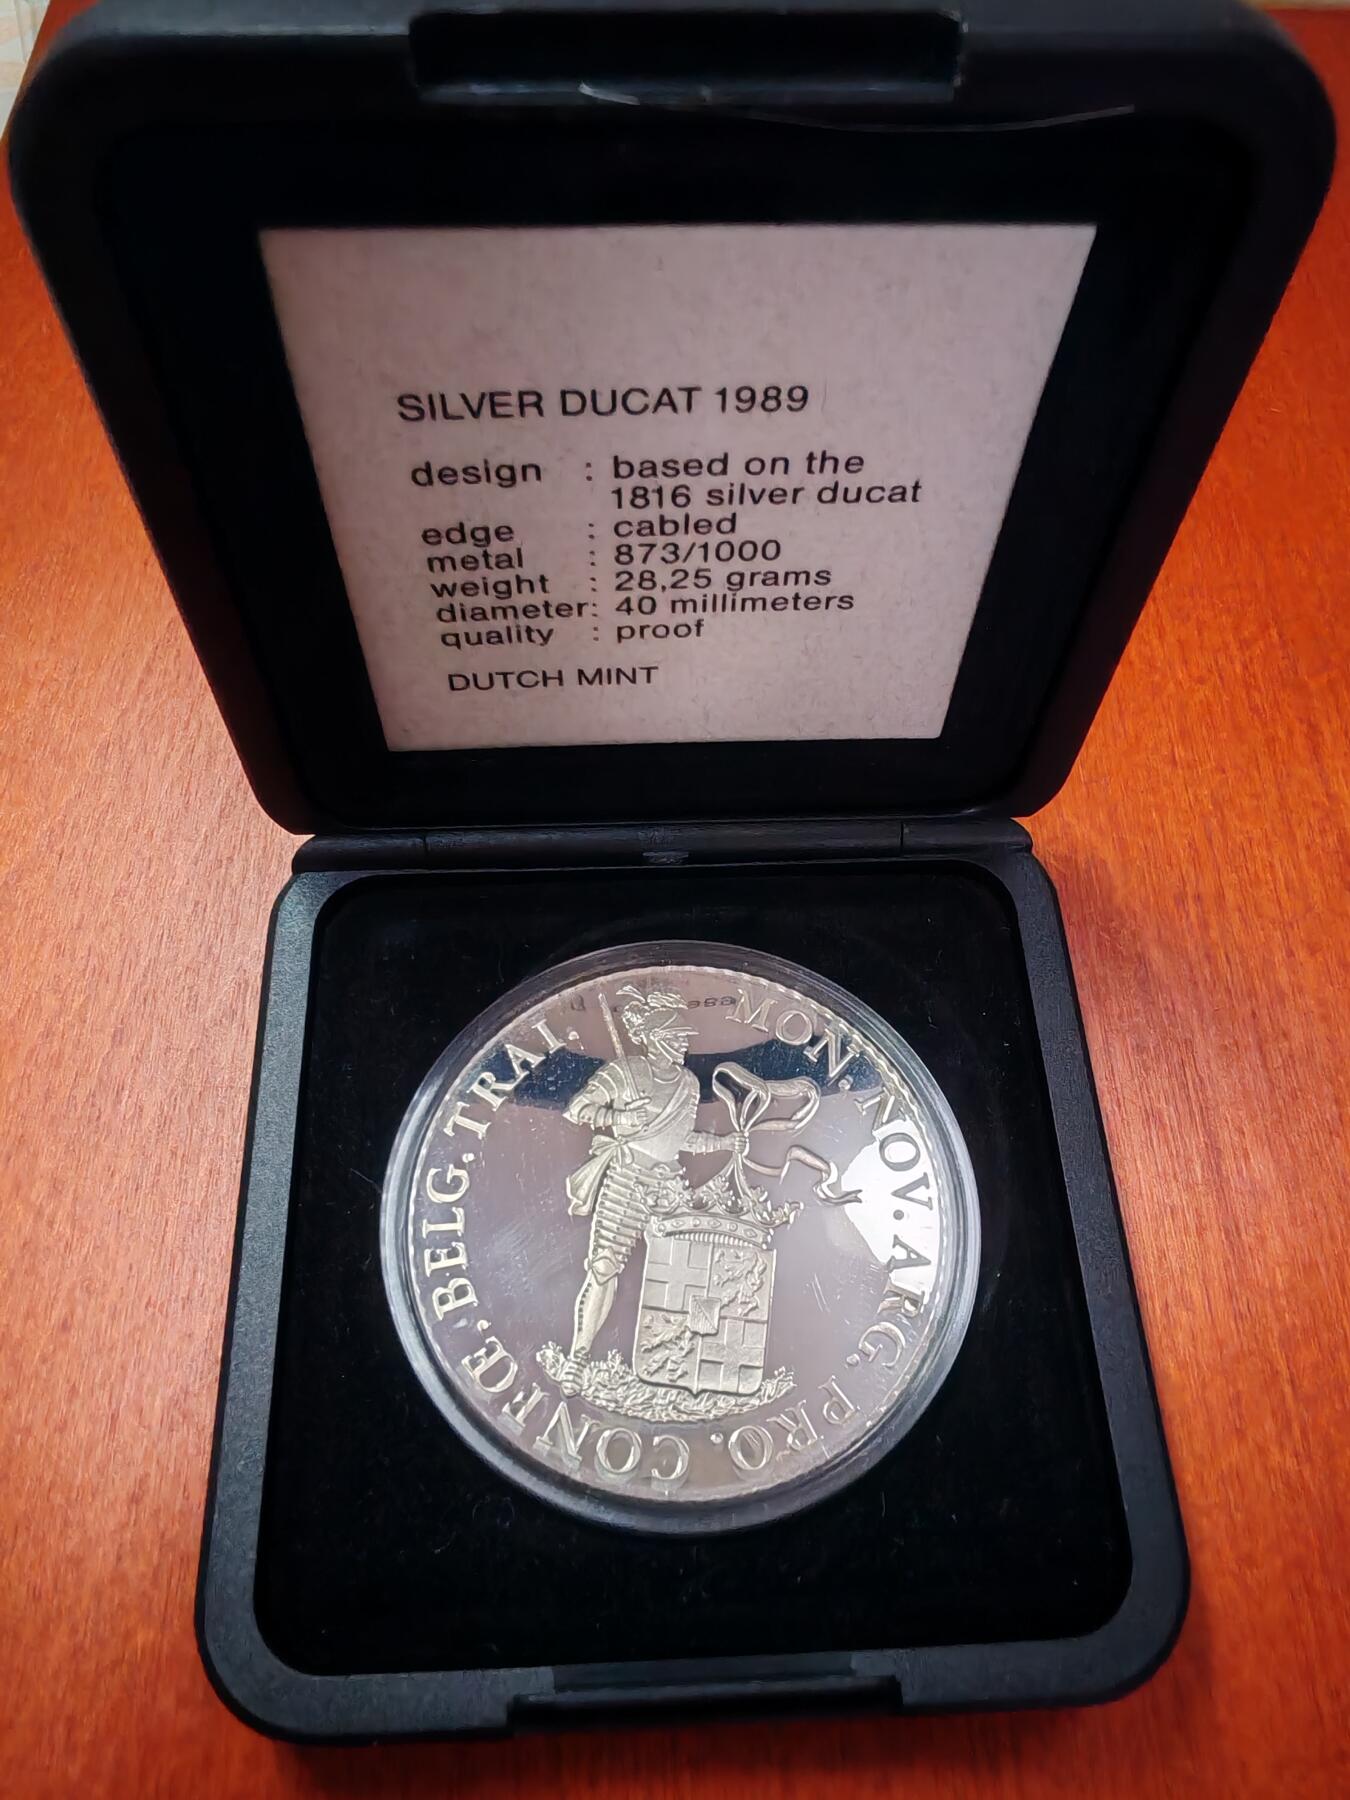 SILVER DUCAT 1989
design : based on the
1816 silver ducat
edge : cabled
metal : 873/1000
weight : 28,25 grams
diameter: 40 millimeters
quality : proof
DUTCH MINT
MON. NOV. ARG. PRO. CONFŒ. BELG. TRAI.